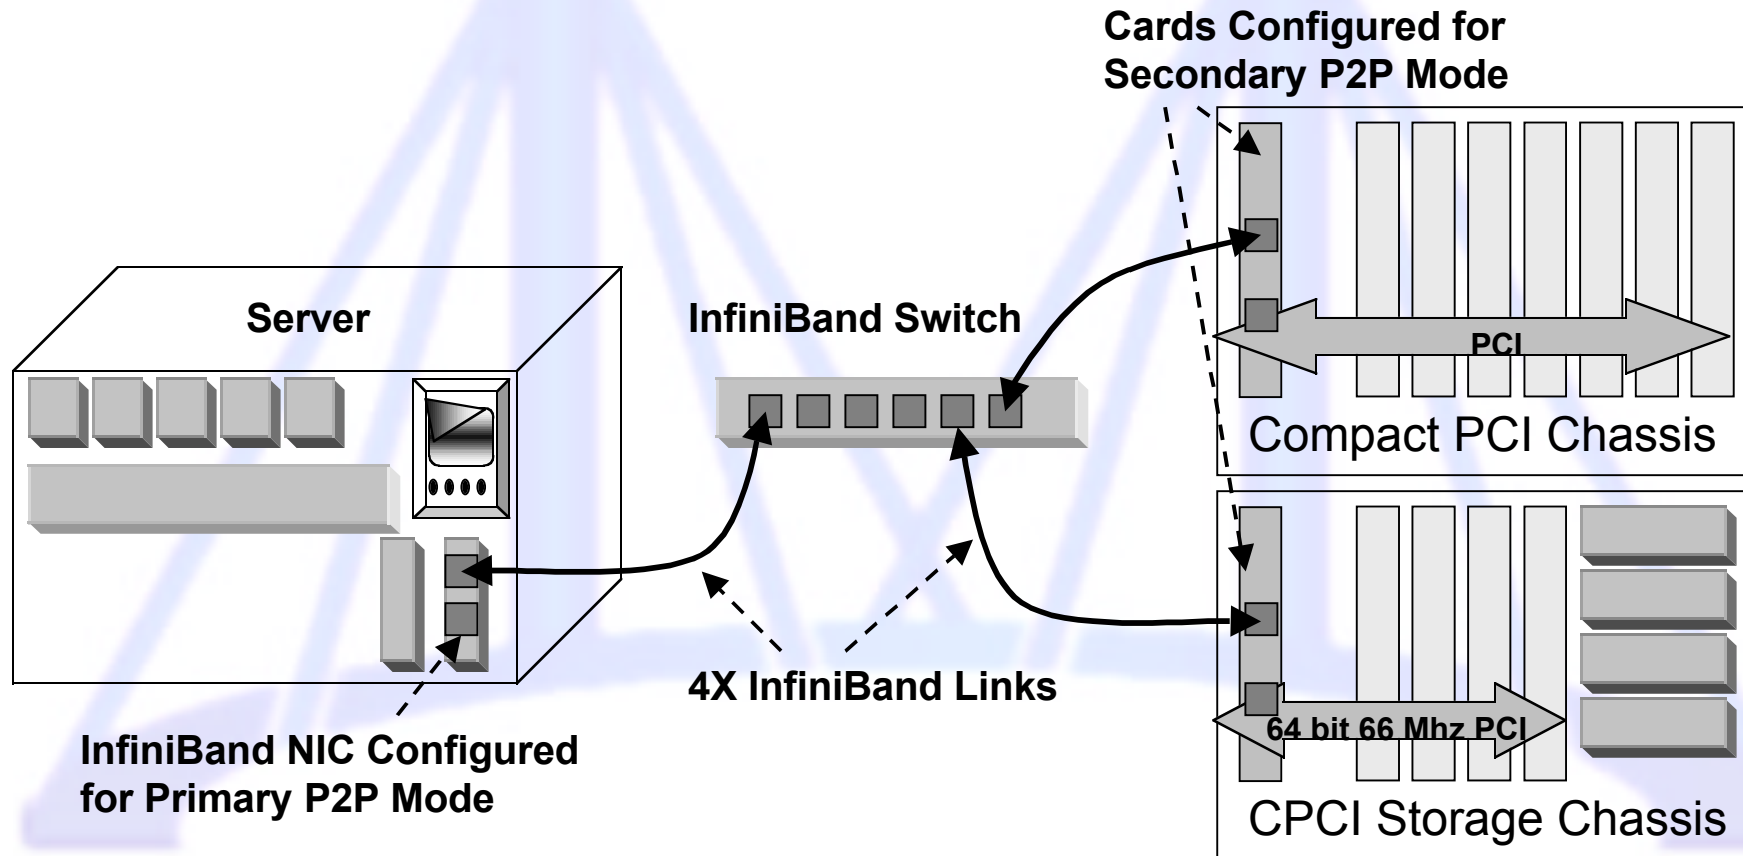 Cards Configured for
Secondary P2P Mode
Server
InfiniBand Switch
PCI
Compact PCI Chassis
4X InfiniBand Links
64 bit 66 Mhz PCI
InfiniBand NIC Configured
for Primary P2P Mode
CPCI Storage Chassis